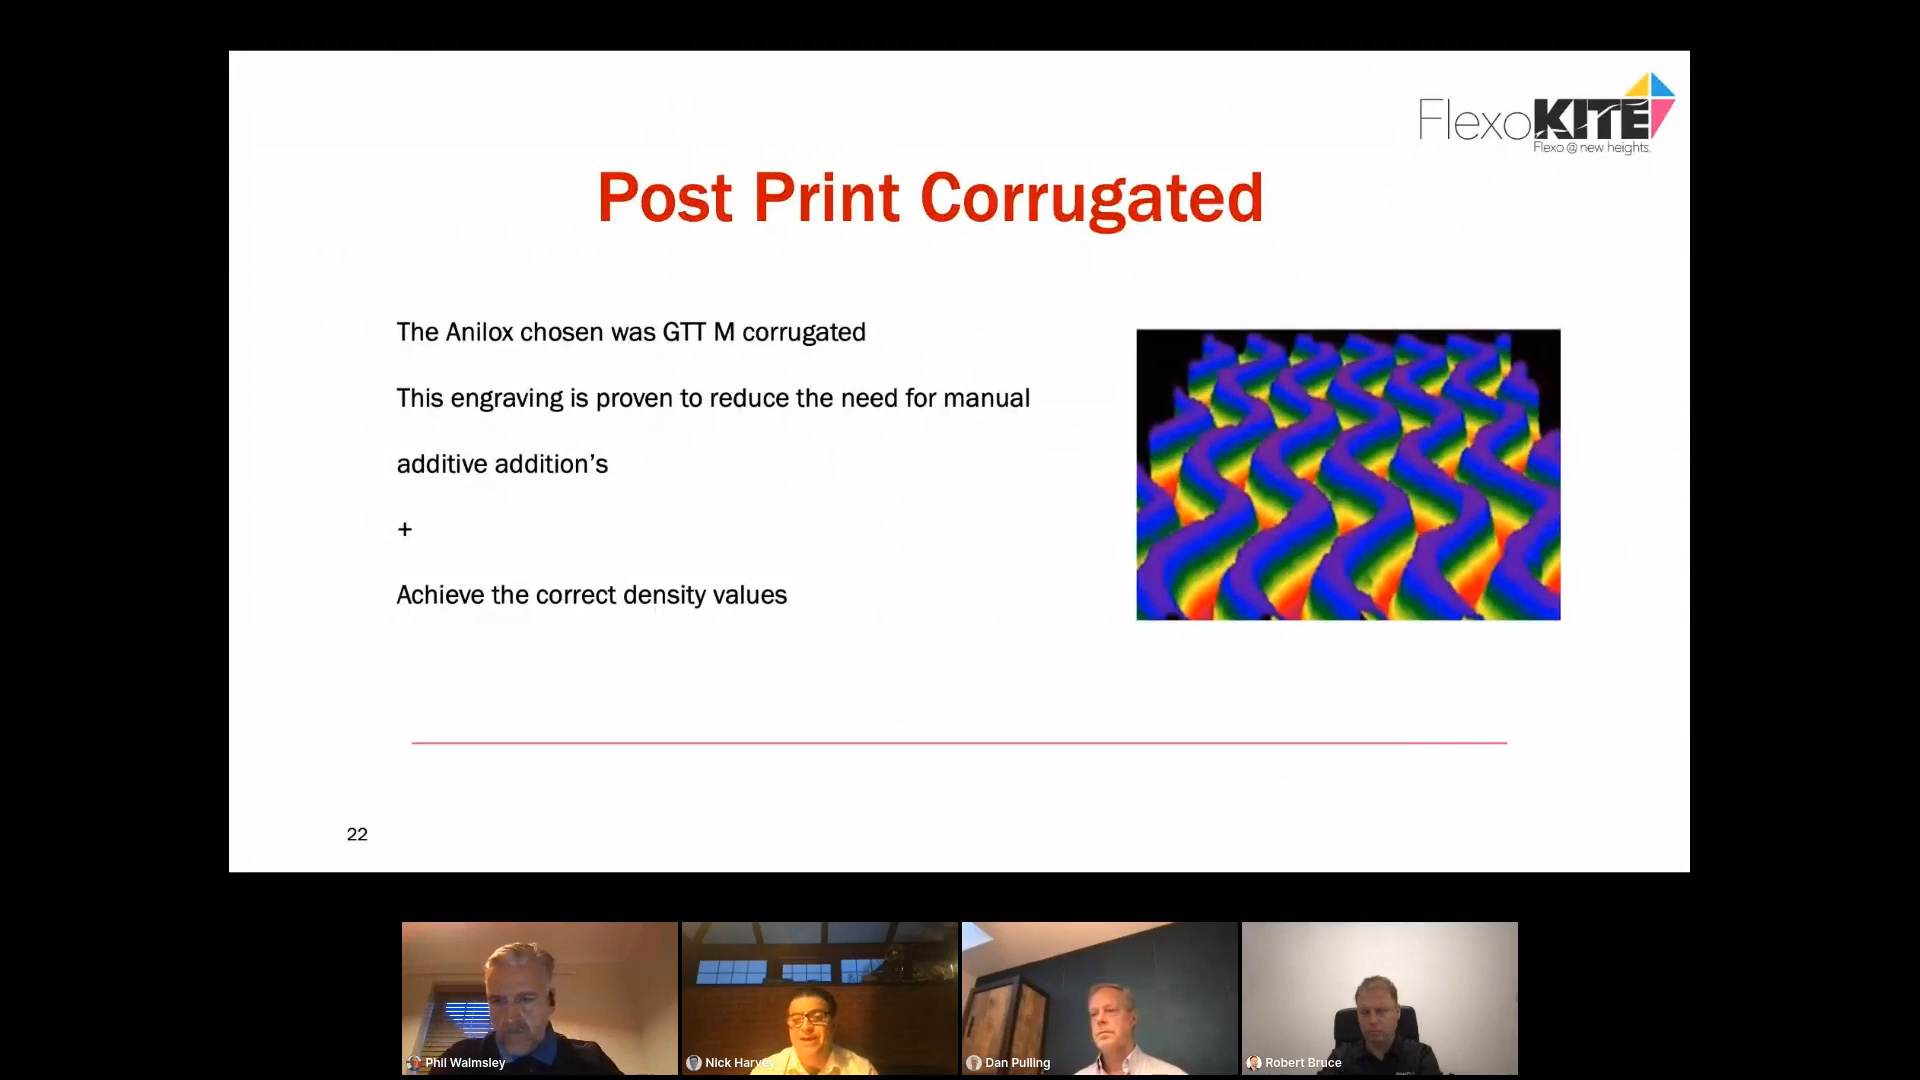 FlexoKITE
Flexo @ new heights.
Post Print Corrugated
The Anilox chosen was GTT M corrugated
This engraving is proven to reduce the need for manual
additive addition’s
+
Achieve the correct density values
22
Phil Walmsley
Nick Harvey
Dan Pulling
Robert Bruce